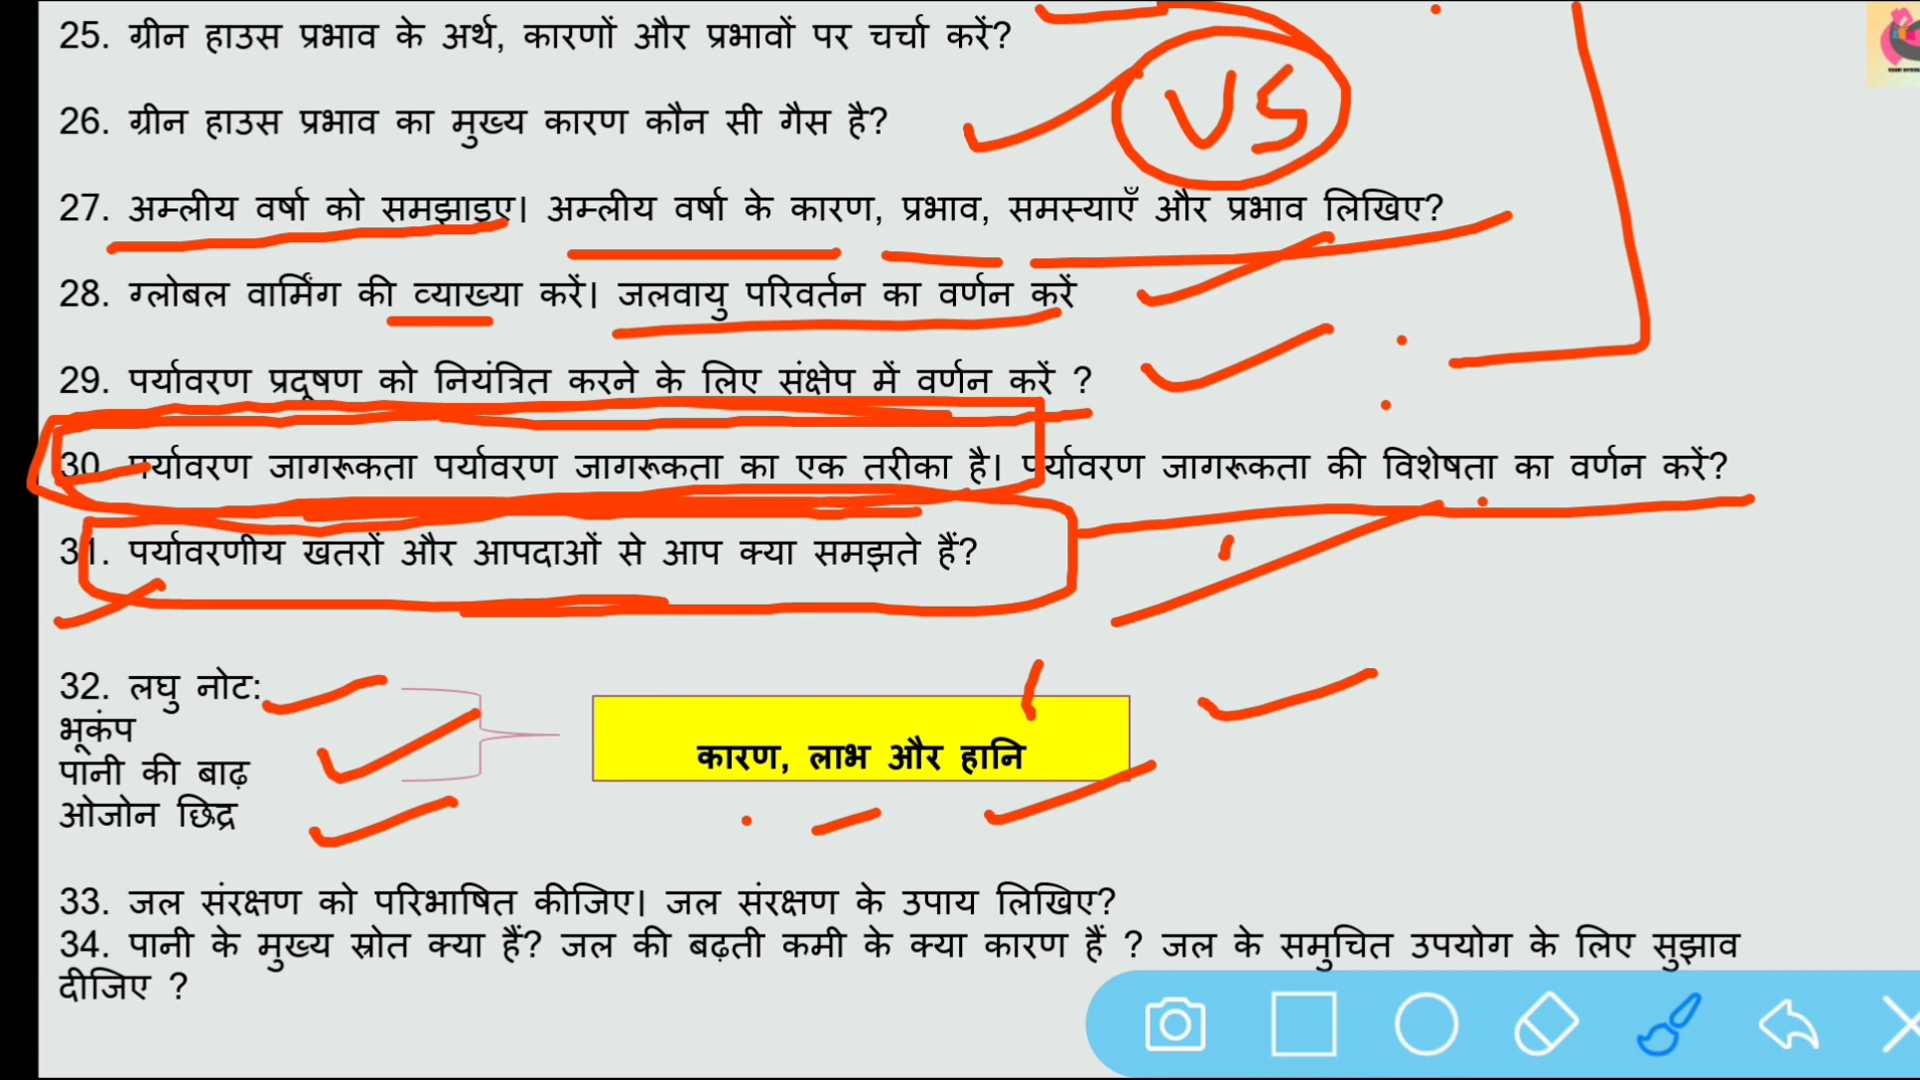 25. ग्रीन हाउस प्रभाव के अर्थ, कारणों और प्रभावों पर चर्चा करें?
VS
26. ग्रीन हाउस प्रभाव का मुख्य कारण कौन सी गैस है?
27. अम्लीय वर्षा को समझाइए। अम्लीय वर्षा के कारण, प्रभाव, समस्याएँ और प्रभाव लिखिए?
28. ग्लोबल वार्मिंग की व्याख्या करें। जलवायु परिवर्तन का वर्णन करें
29. पर्यावरण प्रदूषण को नियंत्रित करने के लिए संक्षेप में वर्णन करें ?
30. पर्यावरण जागरूकता पर्यावरण जागरूकता का एक तरीका है। पर्यावरण जागरूकता की विशेषता का वर्णन करें?
31. पर्यावरणीय खतरों और आपदाओं से आप क्या समझते हैं?
32. लघु नोट:
भूकंप
पानी की बाढ़
ओजोन छिद्र
कारण, लाभ और हानि
33. जल संरक्षण को परिभाषित कीजिए। जल संरक्षण के उपाय लिखिए?
34. पानी के मुख्य स्रोत क्या हैं? जल की बढ़ती कमी के क्या कारण हैं ? जल के समुचित उपयोग के लिए सुझाव
दीजिए ?